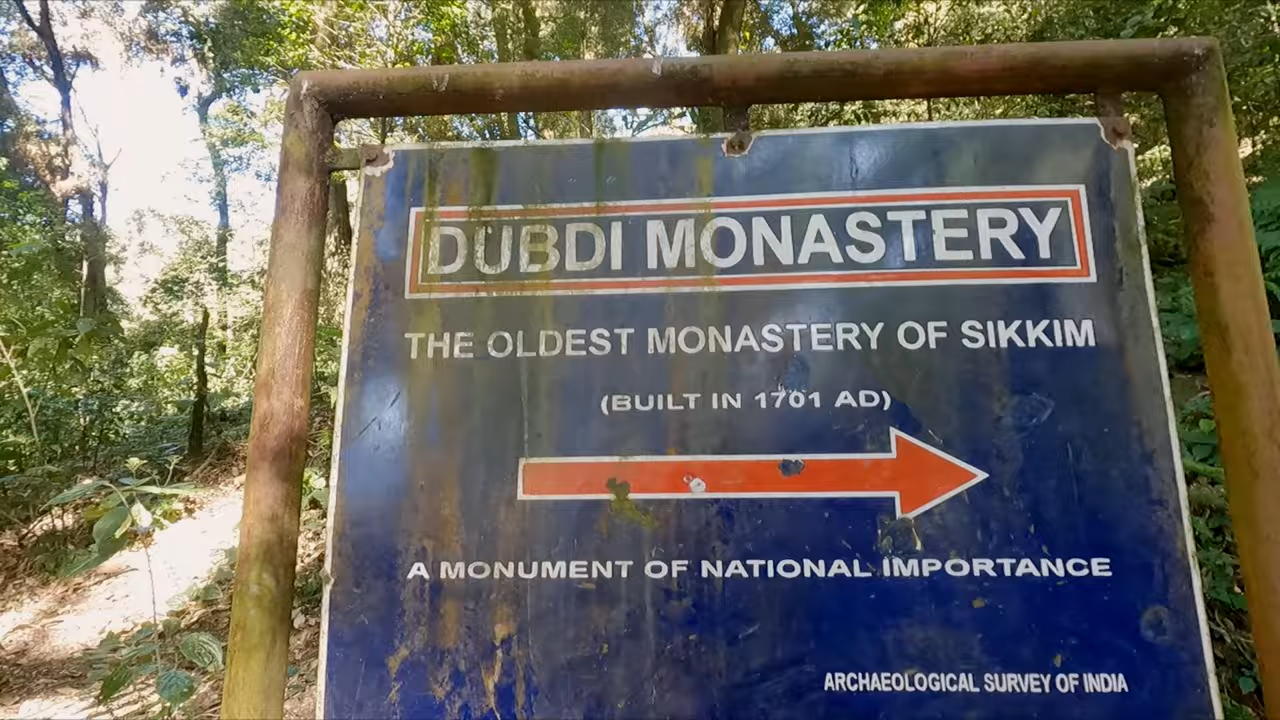 DUBDI MONASTERY
THE OLDEST MONASTERY OF SIKKIM
(BUILT IN 1701 AD)
A MONUMENT OF NATIONAL IMPORTANCE
ARCHAEOLOGICAL SURVEY OF INDIA